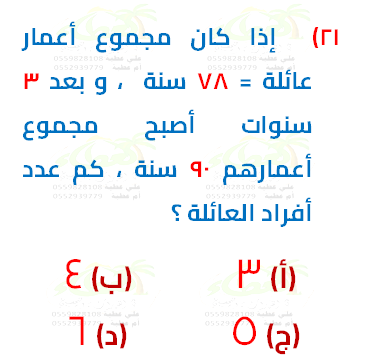 ٢١) إذا كان مجموع أعمار
عائلة = ٧٨ سنة ، و بعد ٣
سنوات أصبح مجموع
أعمارهم ٩٠ سنة ، كم عدد
أفراد العائلة ؟
(أ) ٣ (ب) ٤
(ج) ٥ (د) ٦